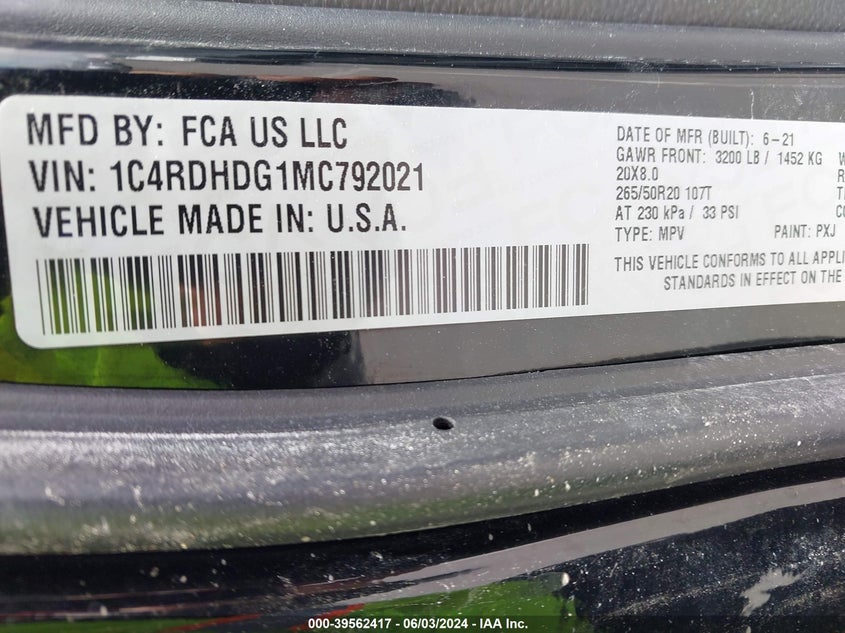 MFD BY: FCA US LLC
VIN: 1C4RDHDG1MC792021
VEHICLE MADE IN: U.S.A.
DATE OF MFR (BUILT): 6-21
GAWR FRONT: 3200 LB / 1452 KG
20X8.0
265/50R20 107T
AT 230 kPa / 33 PSI
TYPE: MPV PAINT: PXJ
THIS VEHICLE CONFORMS TO ALL APPLI
STANDARDS IN EFFECT ON THE
000-39562417 - 06/03/2024 - IAA Inc.